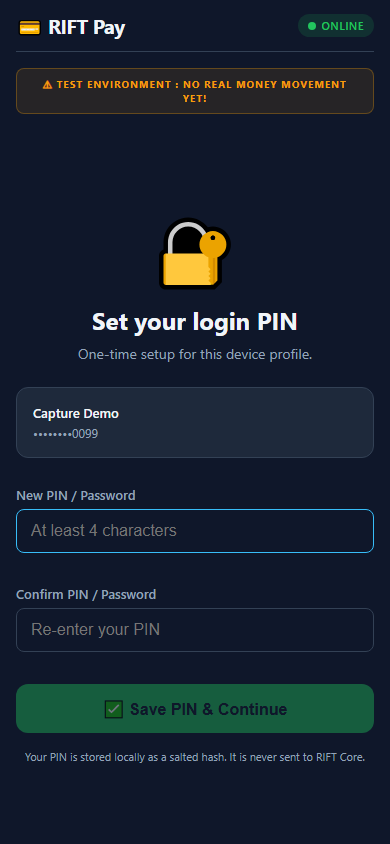 RIFT Pay
ONLINE
⚠ TEST ENVIRONMENT : NO REAL MONEY MOVEMENT
YET!
Set your login PIN
One-time setup for this device profile.
Capture Demo
••••••••0099
New PIN / Password
At least 4 characters
Confirm PIN / Password
Re-enter your PIN
✅ Save PIN & Continue
Your PIN is stored locally as a salted hash. It is never sent to RIFT Core.